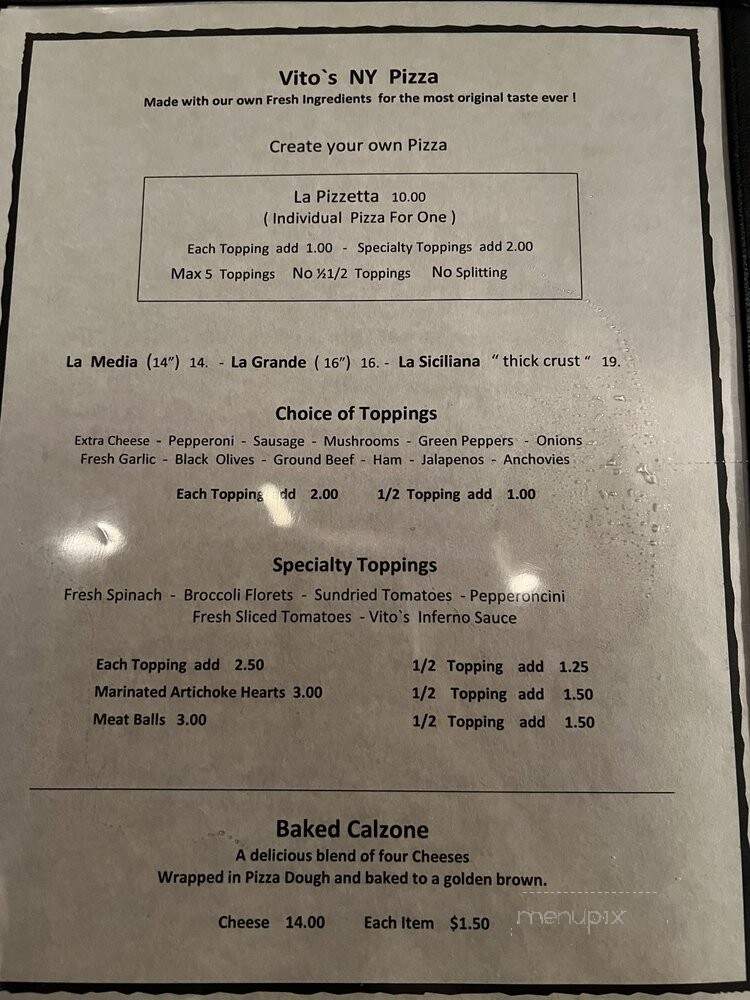 Vito`s NY Pizza
Made with our own Fresh Ingredients for the most original taste ever !
Create your own Pizza
La Pizzetta 10.00
( Individual Pizza For One )
Each Topping add 1.00 - Specialty Toppings add 2.00
Max 5 Toppings No ½1/2 Toppings No Splitting
La Media (14”) 14. - La Grande ( 16”) 16. - La Siciliana “ thick crust “ 19.
Choice of Toppings
Extra Cheese - Pepperoni - Sausage - Mushrooms - Green Peppers - Onions
Fresh Garlic - Black Olives - Ground Beef - Ham - Jalapenos - Anchovies
Each Topping add 2.00 1/2 Topping add 1.00
Specialty Toppings
Fresh Spinach - Broccoli Florets - Sundried Tomatoes - Pepperoncini
Fresh Sliced Tomatoes - Vito`s Inferno Sauce
Each Topping add 2.50 1/2 Topping add 1.25
Marinated Artichoke Hearts 3.00 1/2 Topping add 1.50
Meat Balls 3.00 1/2 Topping add 1.50
Baked Calzone
A delicious blend of four Cheeses
Wrapped in Pizza Dough and baked to a golden brown.
Cheese 14.00 Each Item $1.50
menupix